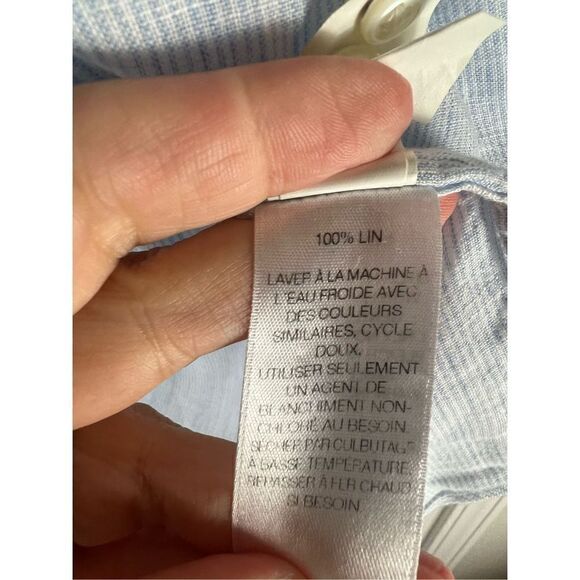 100% LIN
LAVER À LA MACHINE À
L'EAU FROIDE AVEC
DES COULEURS
SIMILAIRES, CYCLE
DOUX.
UTILISER SEULEMENT
UN AGENT DE
BLANCHIMENT NON-
CHLORÉ AU BESOIN.
SÉCHER PAR CULBUTAGE
À BASSE TEMPÉRATURE.
REPASSER À FER CHAUD
SI BESOIN.